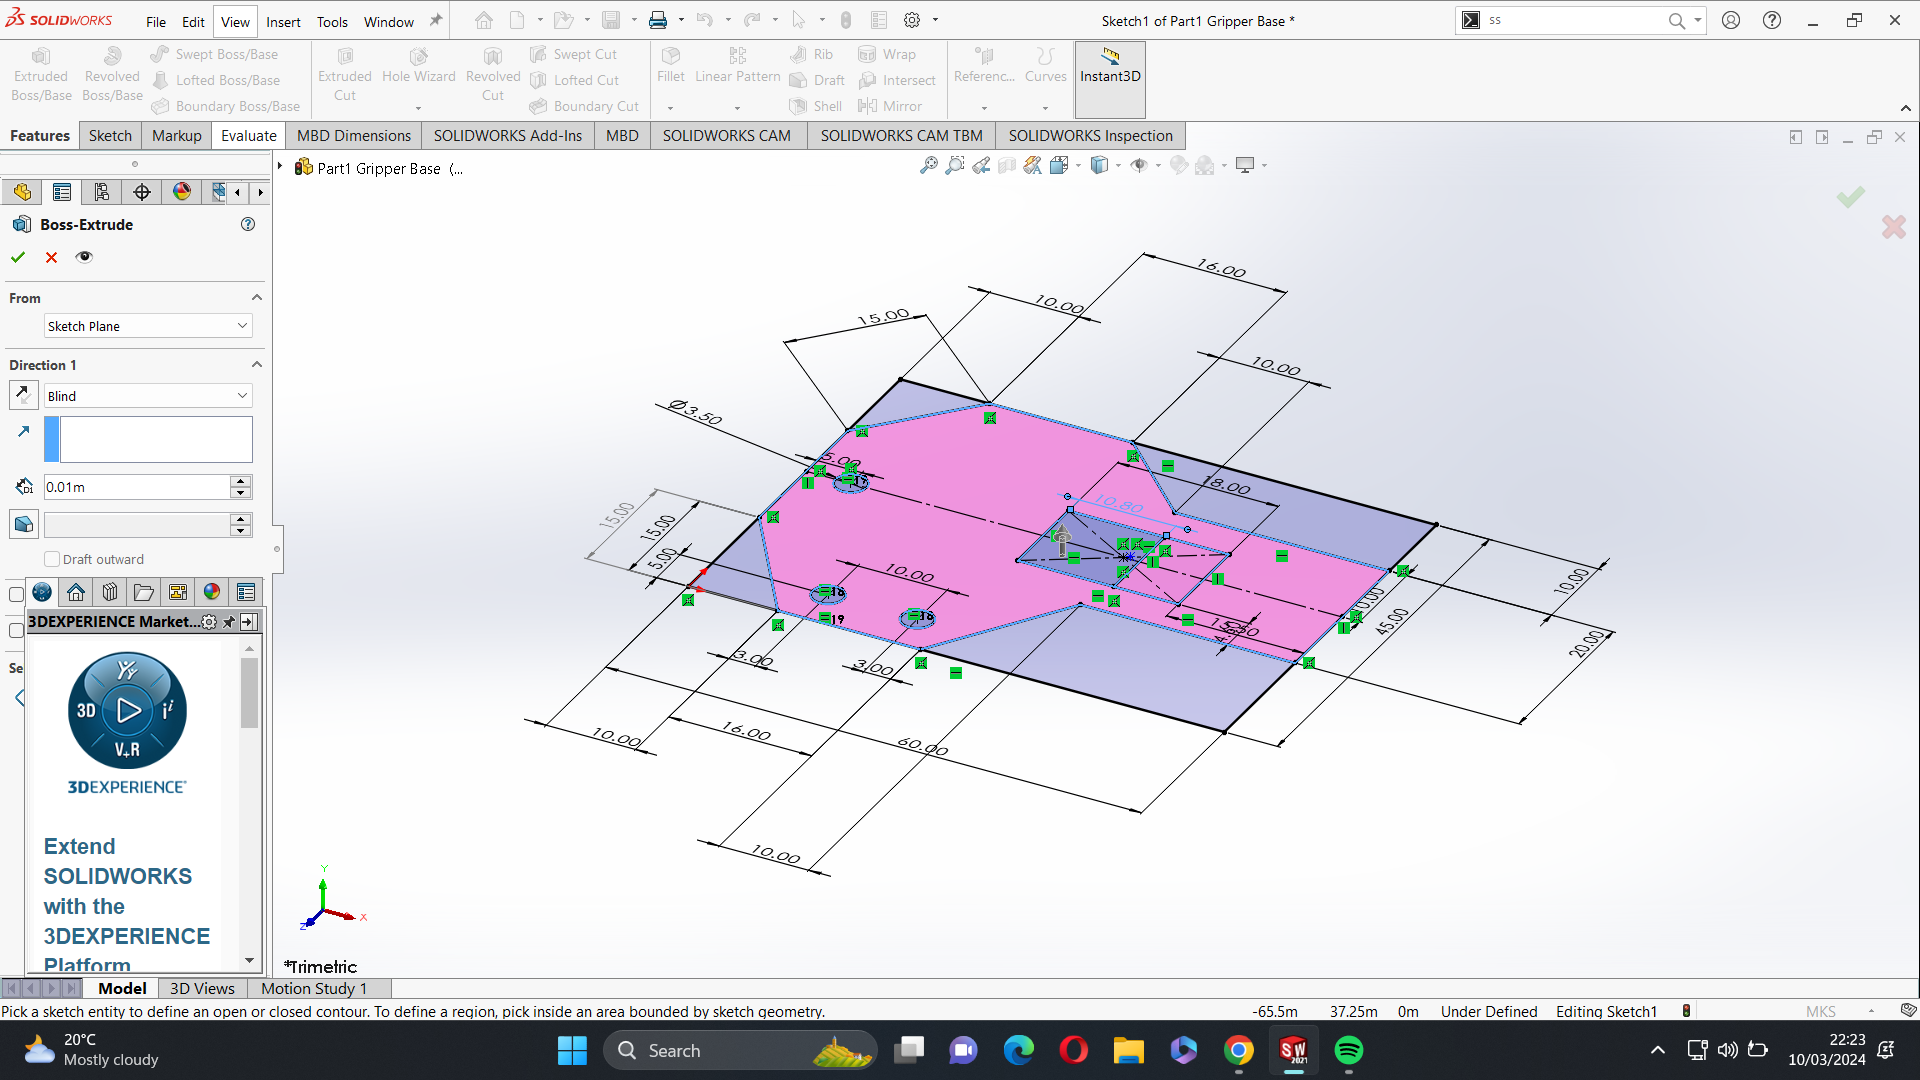 SOLIDWORKS
File Edit View Insert Tools Window
Sketch1 of Part1 Gripper Base *
ss
Extruded Boss/Base
Revolved Boss/Base
Swept Boss/Base
Lofted Boss/Base
Boundary Boss/Base
Extruded Cut
Hole Wizard
Revolved Cut
Swept Cut
Lofted Cut
Boundary Cut
Fillet
Linear Pattern
Rib
Draft
Shell
Wrap
Intersect
Mirror
Referenc...
Curves
Instant3D
Features Sketch Markup Evaluate MBD Dimensions SOLIDWORKS Add-Ins MBD SOLIDWORKS CAM SOLIDWORKS CAM TBM SOLIDWORKS Inspection
Part1 Gripper Base (...
Boss-Extrude
From
Sketch Plane
Direction 1
Blind
D1
0.01m
Draft outward
Se
3DEXPERIENCE Market...
3D
V+R
3DEXPERIENCE
Extend
SOLIDWORKS
with the
3DEXPERIENCE
Platform
16.00
10.00
15.00
10.00
Ø3.50
5.00
18.00
10.80
15.00
15.00
5.00
10.00
10.00
10.00
45.00
20.00
18
18
19
3.00
3.00
10.00
16.00
60.00
10.00
Y
X
Z
*Trimetric
Model 3D Views Motion Study 1
Pick a sketch entity to define an open or closed contour. To define a region, pick inside an area bounded by sketch geometry.
-65.5m 37.25m 0m Under Defined Editing Sketch1 MKS
20°C
Mostly cloudy
Search
SW
2021
22:23
10/03/2024